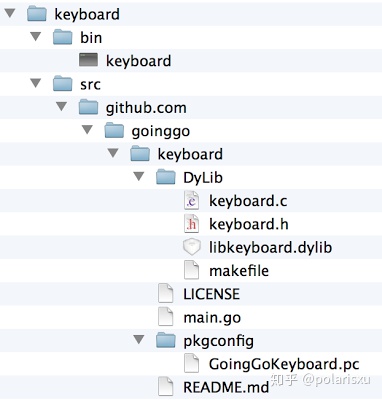 keyboard
bin
keyboard
src
github.com
goinggo
keyboard
DyLib
keyboard.c
keyboard.h
libkeyboard.dylib
makefile
LICENSE
main.go
pkgconfig
GoingGoKeyboard.pc
README.md
知乎 @polarisxu